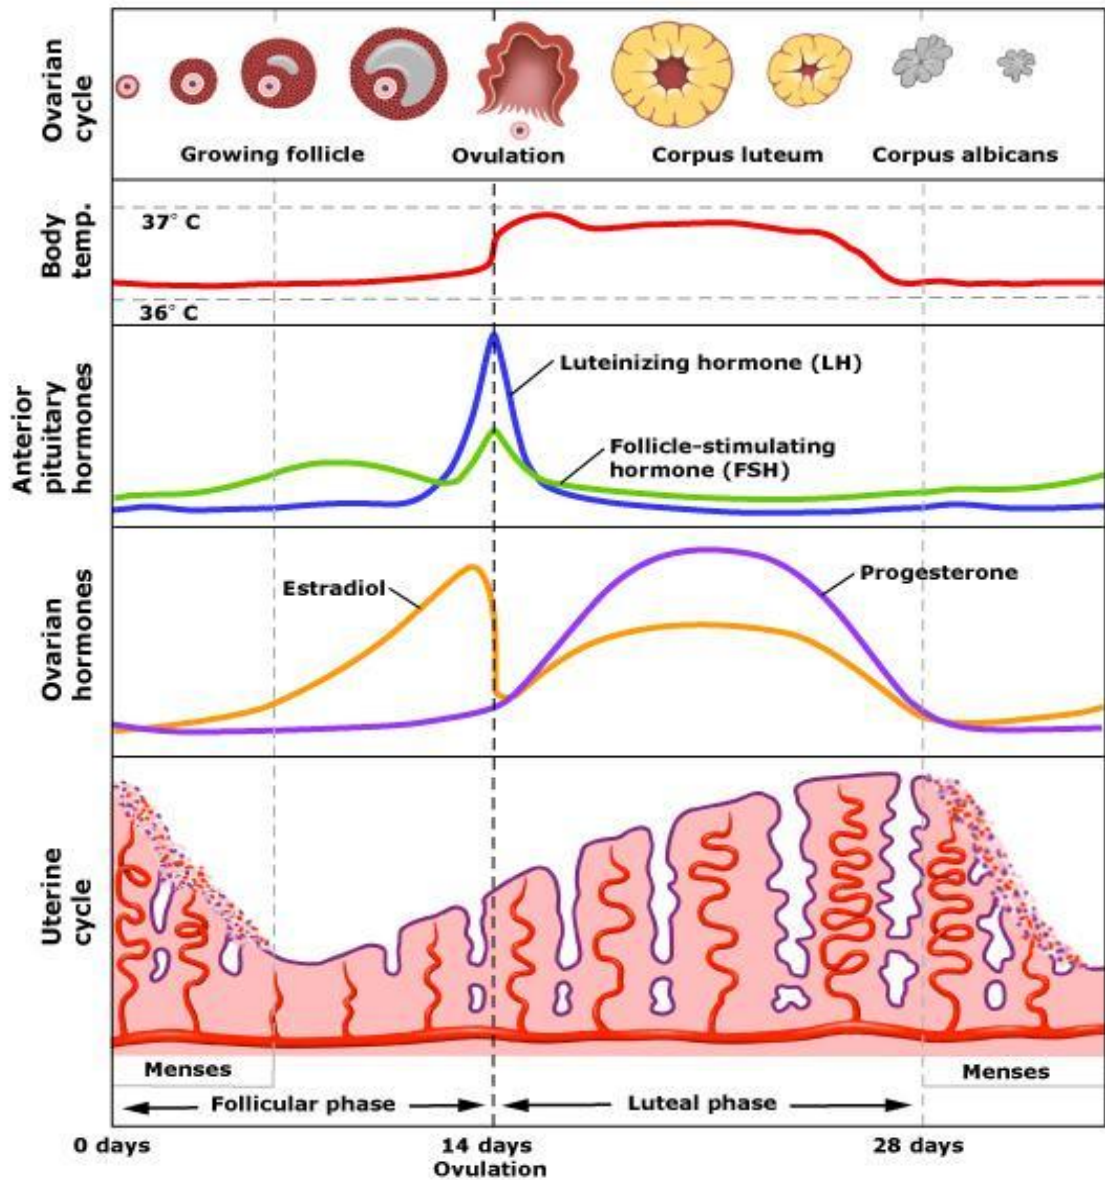 Ovarian
cycle
Growing follicle
Ovulation
Corpus luteum
Corpus albicans
Body
temp.
37° C
36° C
Anterior
pituitary
hormones
Luteinizing hormone (LH)
Follicle-stimulating
hormone (FSH)
Ovarian
hormones
Estradiol
Progesterone
Uterine
cycle
Menses
Menses
Follicular phase
Luteal phase
0 days
14 days
Ovulation
28 days